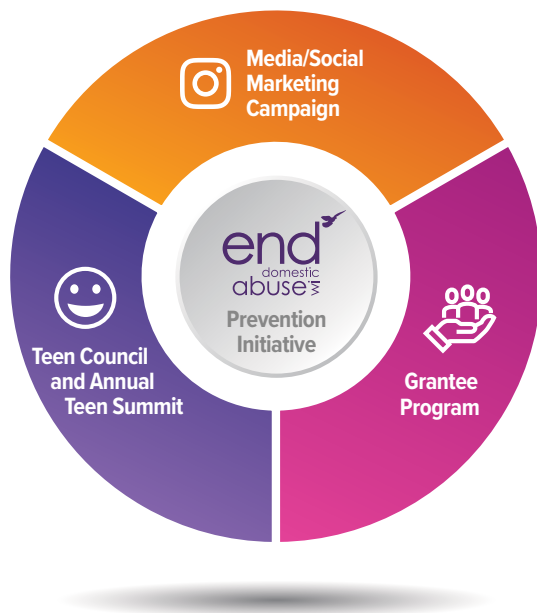 Media/Social
Marketing
Campaign
end
domestic
abuse
WI
Prevention
Initiative
Teen Council
and Annual
Teen Summit
Grantee
Program